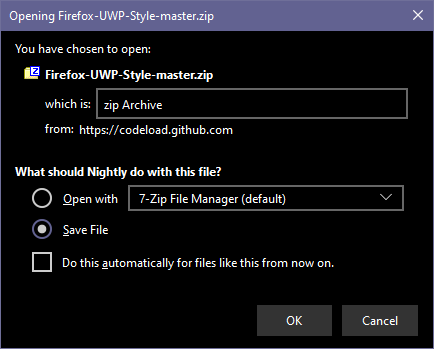 Opening Firefox-UWP-Style-master.zip
You have chosen to open:
Firefox-UWP-Style-master.zip
which is: zip Archive
from: https://codeload.github.com
What should Nightly do with this file?
Open with 7-Zip File Manager (default)
Save File
Do this automatically for files like this from now on.
OK Cancel